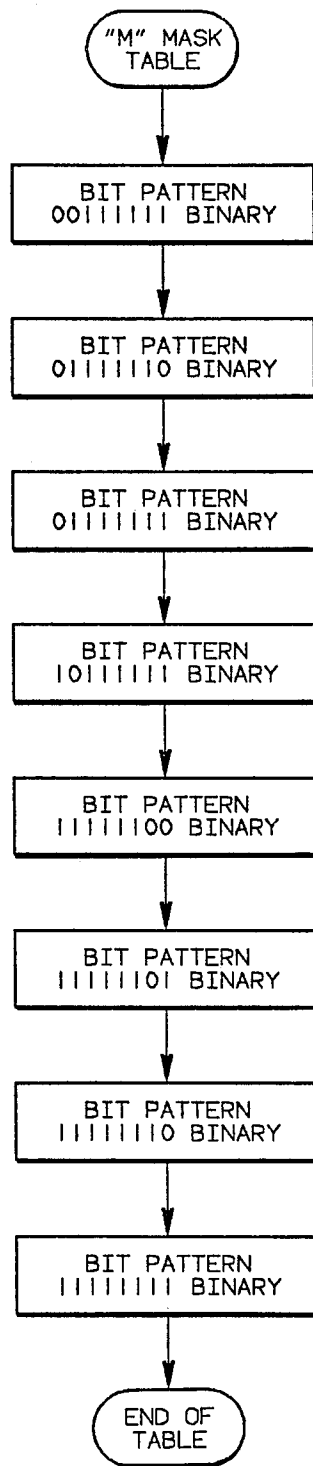 "M" MASK
TABLE
BIT PATTERN
00111111 BINARY
BIT PATTERN
01111110 BINARY
BIT PATTERN
01111111 BINARY
BIT PATTERN
10111111 BINARY
BIT PATTERN
11111100 BINARY
BIT PATTERN
11111101 BINARY
BIT PATTERN
11111110 BINARY
BIT PATTERN
11111111 BINARY
END OF
TABLE